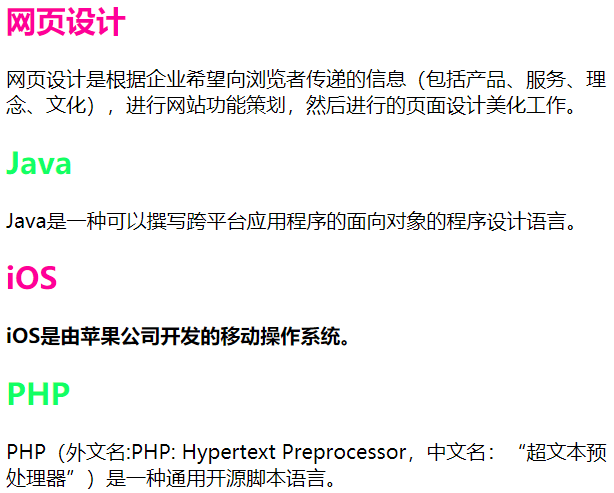 网页设计
网页设计是根据企业希望向浏览者传递的信息（包括产品、服务、理
念、文化），进行网站功能策划，然后进行的页面设计美化工作。
Java
Java是一种可以撰写跨平台应用程序的面向对象的程序设计语言。
iOS
iOS是由苹果公司开发的移动操作系统。
PHP
PHP（外文名:PHP: Hypertext Preprocessor，中文名：“超文本预
处理器”）是一种通用开源脚本语言。